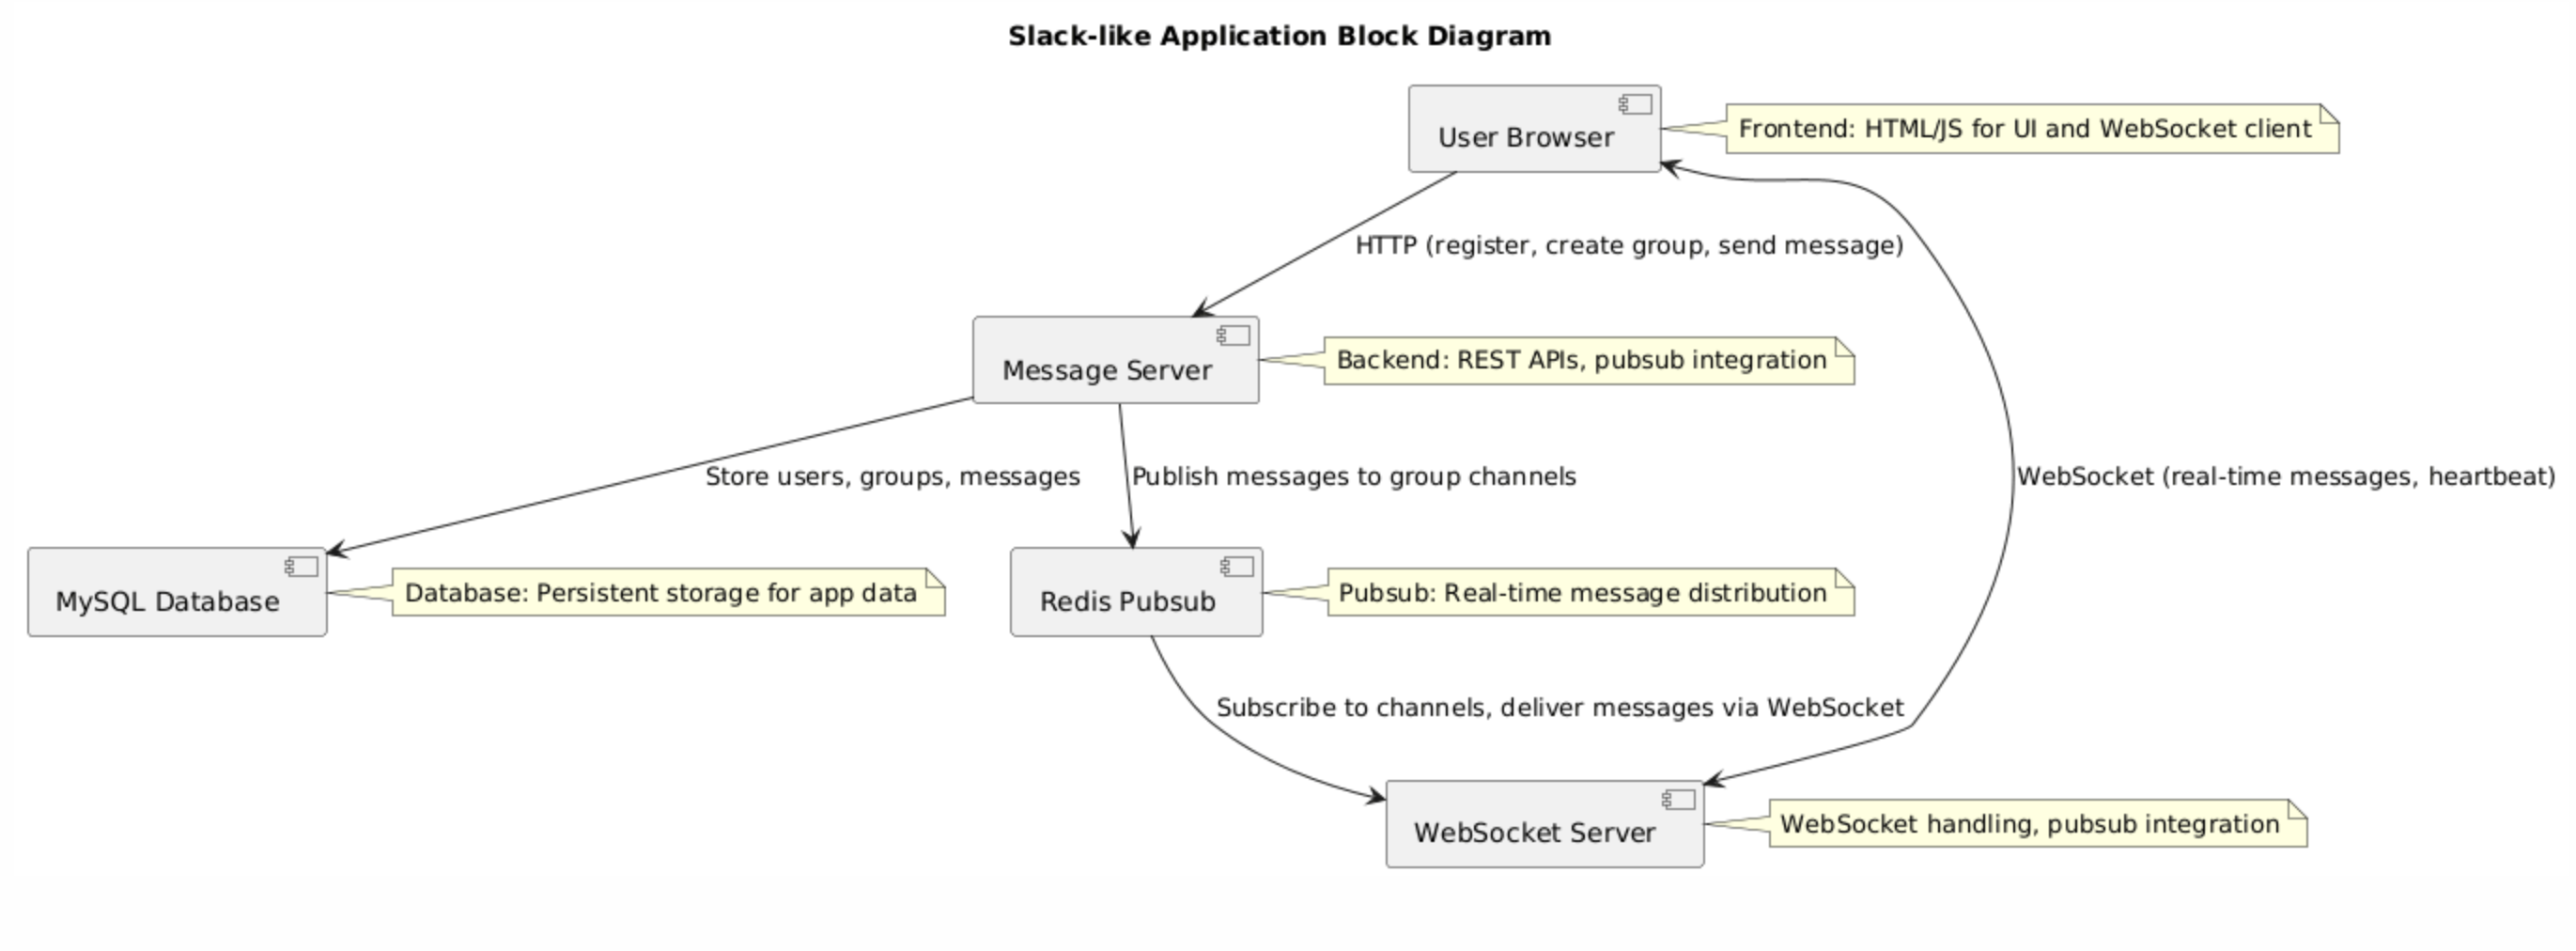 Slack-like Application Block Diagram
User Browser
Frontend: HTML/JS for UI and WebSocket client
HTTP (register, create group, send message)
Message Server
Backend: REST APIs, pubsub integration
Store users, groups, messages
Publish messages to group channels
WebSocket (real-time messages, heartbeat)
MySQL Database
Database: Persistent storage for app data
Redis Pubsub
Pubsub: Real-time message distribution
Subscribe to channels, deliver messages via WebSocket
WebSocket Server
WebSocket handling, pubsub integration